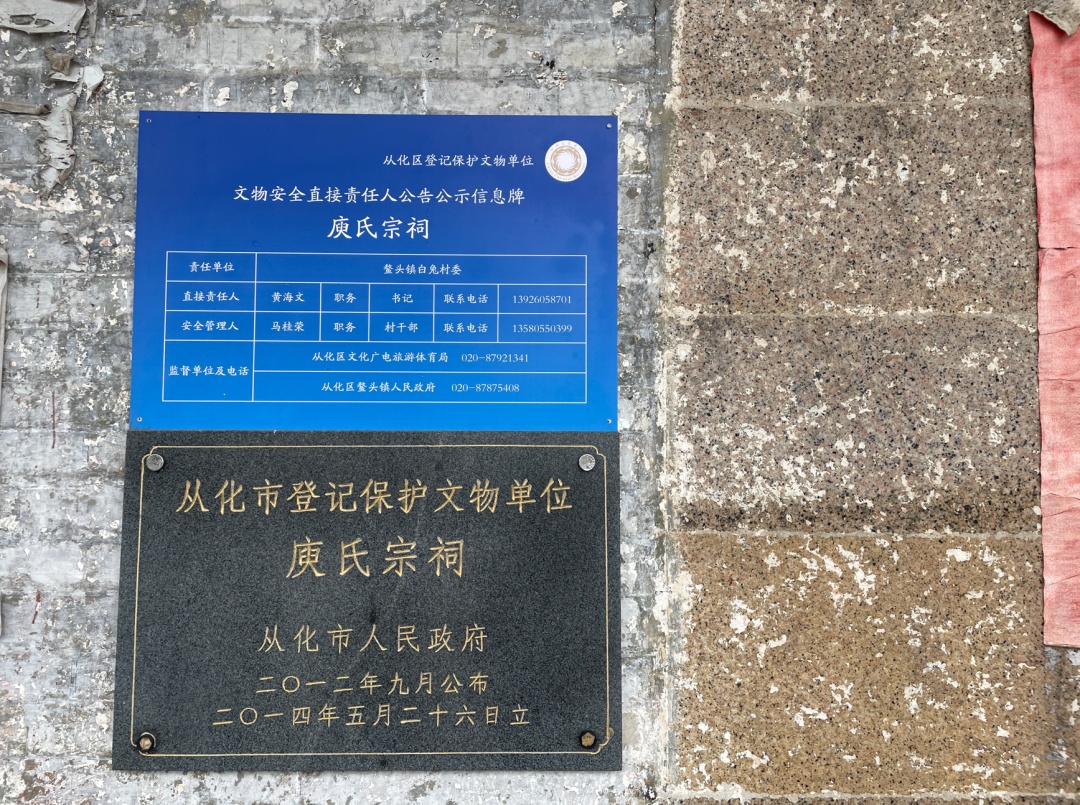 从化区登记保护文物单位
文物安全直接责任人公告公示信息牌
庾氏宗祠
责任单位 鳌头镇白兔村委
直接责任人 黄海文 职务 书记 联系电话 13926058701
安全管理人 马桂荣 职务 村干部 联系电话 13580550399
监督单位及电话
从化区文化广电旅游体育局 020-87921341
从化区鳌头镇人民政府 020-87875408
从化市登记保护文物单位
庾氏宗祠
从化市人民政府
二〇一二年九月公布
二〇一四年五月二十六日立